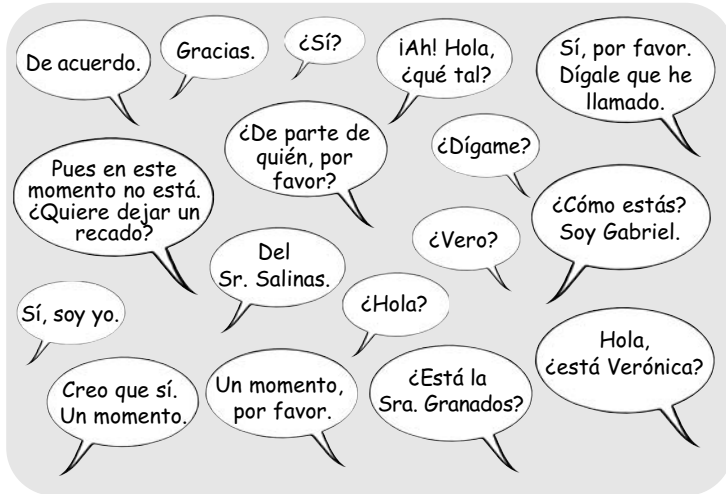 De acuerdo.
Gracias.
¿Sí?
¡Ah! Hola,
¿qué tal?
Sí, por favor.
Dígale que he
llamado.
Pues en este
momento no está.
¿Quiere dejar un
recado?
¿De parte de
quién, por
favor?
¿Dígame?
¿Cómo estás?
Soy Gabriel.
Del
Sr. Salinas.
¿Vero?
Sí, soy yo.
¿Hola?
Hola,
¿está Verónica?
Creo que sí.
Un momento.
Un momento,
por favor.
¿Está la
Sra. Granados?